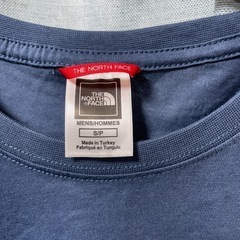 THE NORTH FACE
THE
NORTH
FACE
MENS/HOMMES
S/P
Made in Turkey
Fabriqué en Turquie